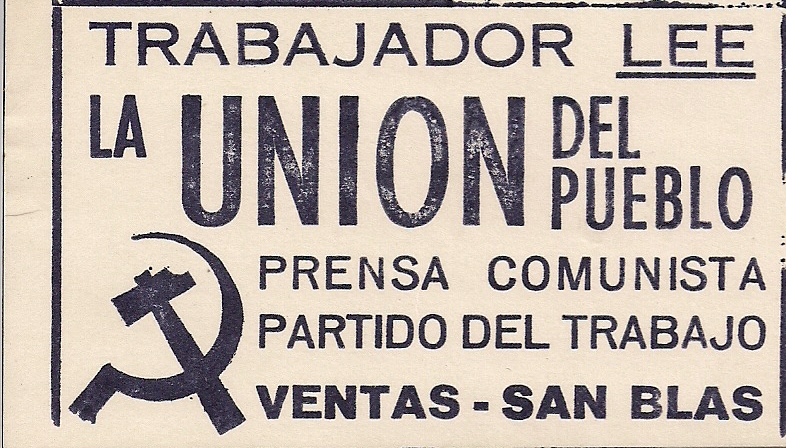 TRABAJADOR LEE
LA UNION DEL PUEBLO
PRENSA COMUNISTA
PARTIDO DEL TRABAJO
VENTAS - SAN BLAS